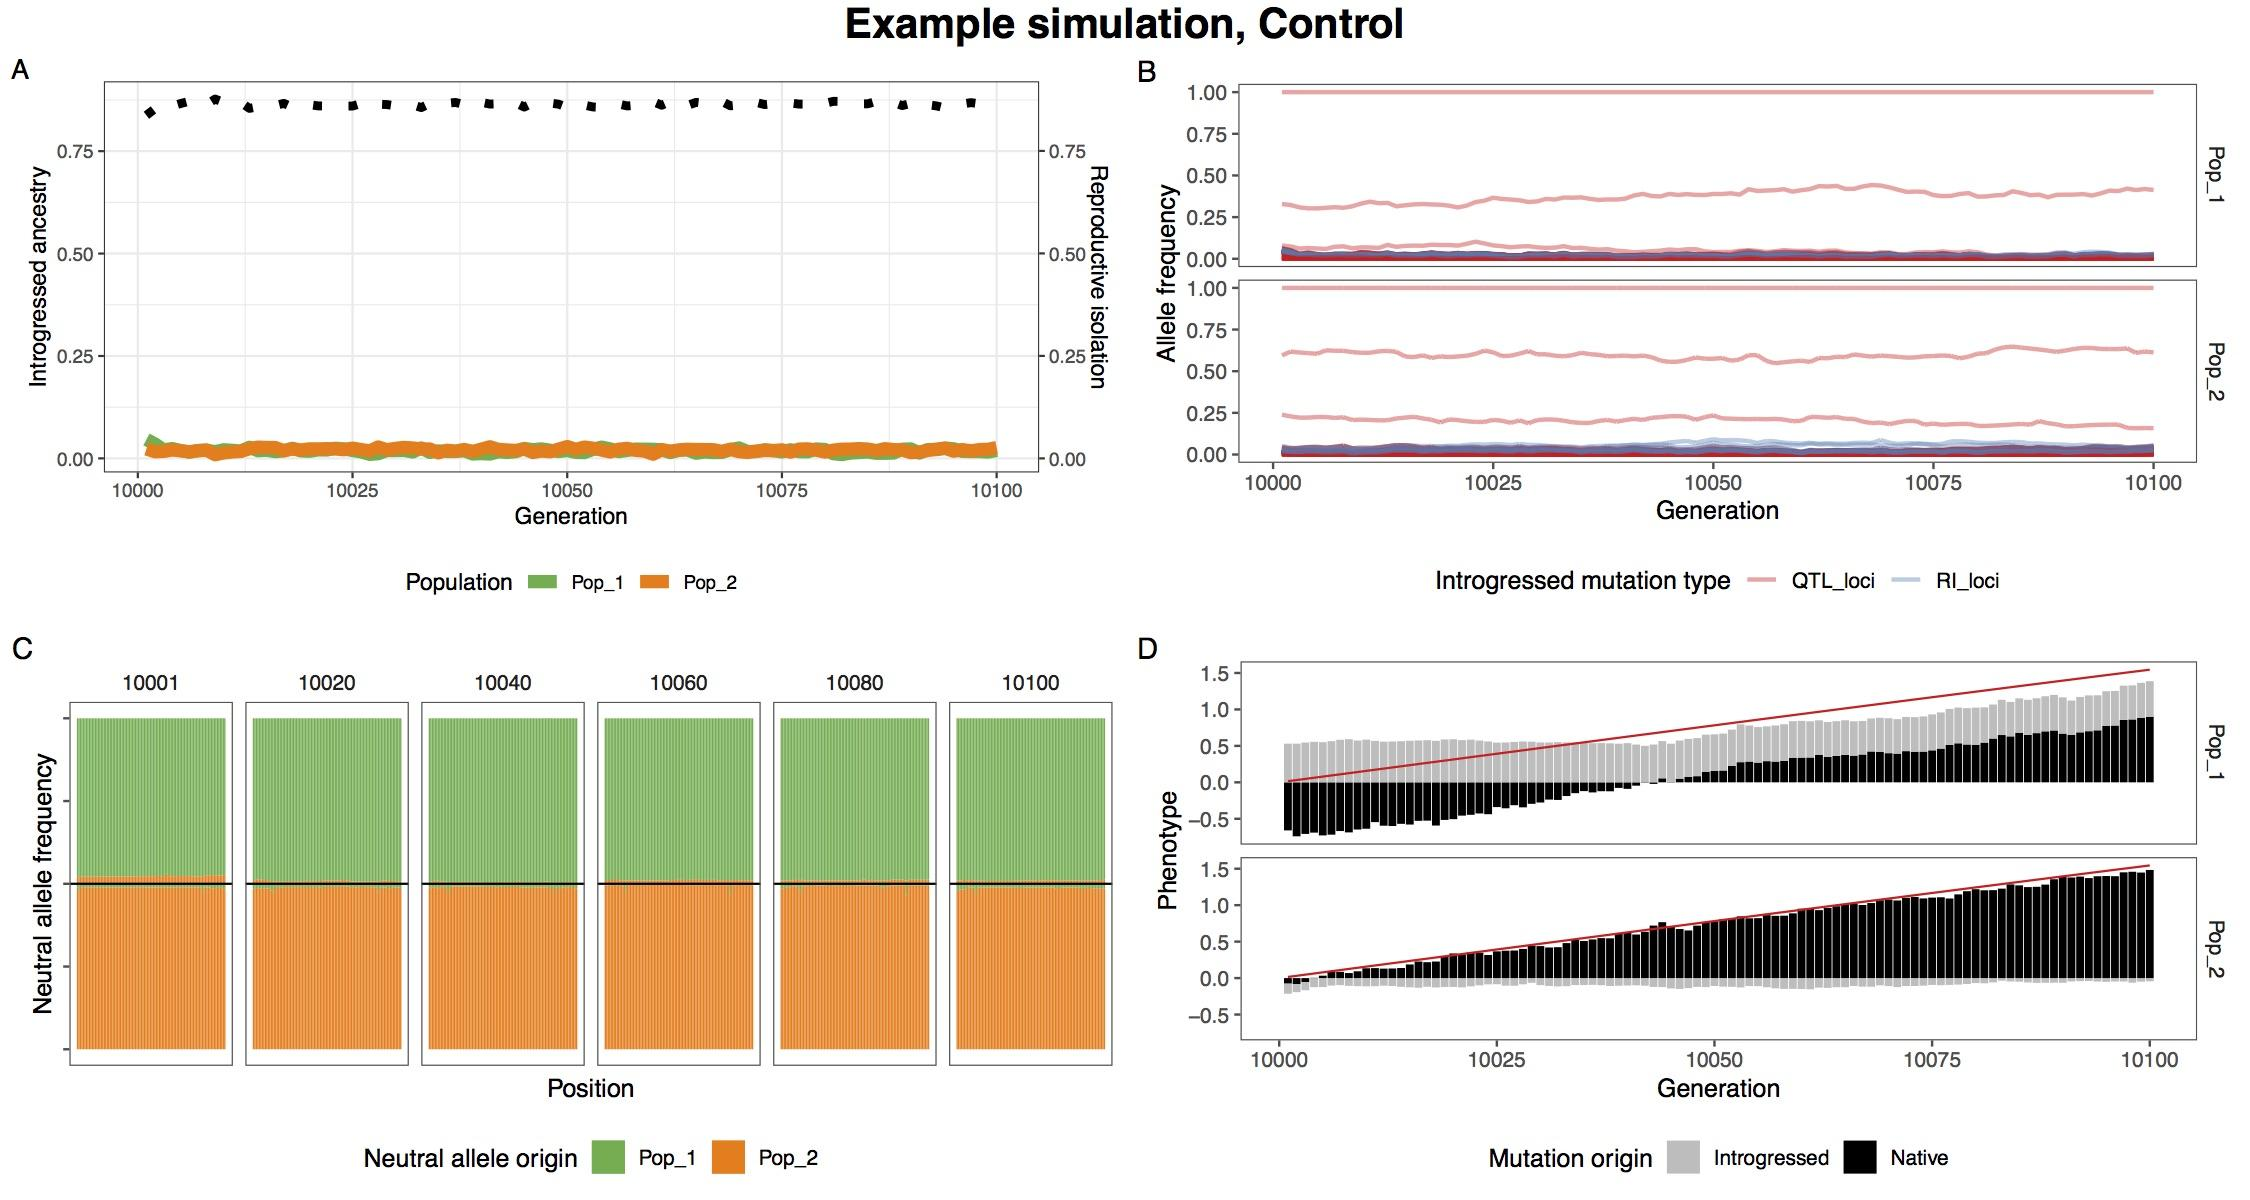 Example simulation, Control
A
0.75
0.50
0.25
0.00
Introgressed ancestry
0.75
0.50
0.25
0.00
Reproductive isolation
10000 10025 10050 10075 10100
Generation
Population Pop_1 Pop_2
B
1.00
0.75
0.50
0.25
0.00
Pop_1
1.00
0.75
0.50
0.25
0.00
Pop_2
Allele frequency
10000 10025 10050 10075 10100
Generation
Introgressed mutation type QTL_loci RI_loci
C
10001 10020 10040 10060 10080 10100
Neutral allele frequency
Position
Neutral allele origin Pop_1 Pop_2
D
1.5
1.0
0.5
0.0
−0.5
Pop_1
1.5
1.0
0.5
0.0
−0.5
Pop_2
Phenotype
10000 10025 10050 10075 10100
Generation
Mutation origin Introgressed Native